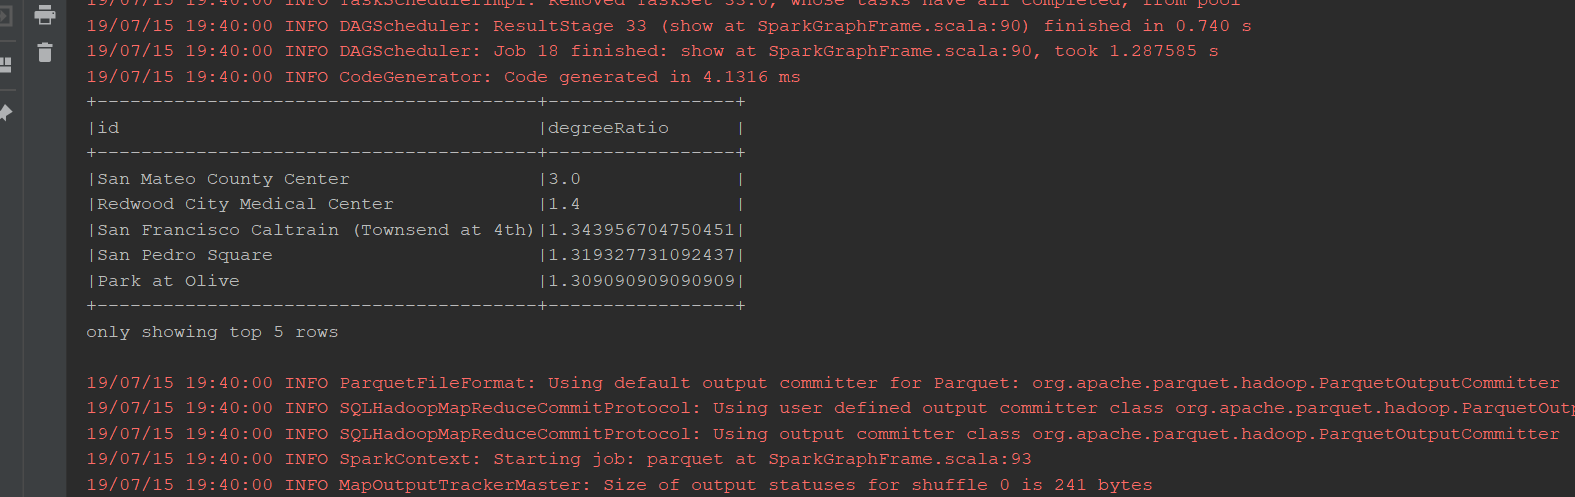 19/07/15 19:40:00 INFO TaskSchedulerImpl: Removed TaskSet 33.0, whose tasks have all completed, from pool
19/07/15 19:40:00 INFO DAGScheduler: ResultStage 33 (show at SparkGraphFrame.scala:90) finished in 0.740 s
19/07/15 19:40:00 INFO DAGScheduler: Job 18 finished: show at SparkGraphFrame.scala:90, took 1.287585 s
19/07/15 19:40:00 INFO CodeGenerator: Code generated in 4.1316 ms
+----------------------------------------+-----------------+
|id                                      |degreeRatio      |
+----------------------------------------+-----------------+
|San Mateo County Center                 |3.0              |
|Redwood City Medical Center             |1.4              |
|San Francisco Caltrain (Townsend at 4th)|1.343956704750451|
|San Pedro Square                        |1.319327731092437|
|Park at Olive                           |1.309090909090909|
+----------------------------------------+-----------------+
only showing top 5 rows
19/07/15 19:40:00 INFO ParquetFileFormat: Using default output committer for Parquet: org.apache.parquet.hadoop.ParquetOutputCommitter
19/07/15 19:40:00 INFO SQLHadoopMapReduceCommitProtocol: Using user defined output committer class org.apache.parquet.hadoop.ParquetOutp
19/07/15 19:40:00 INFO SQLHadoopMapReduceCommitProtocol: Using output committer class org.apache.parquet.hadoop.ParquetOutputCommitter
19/07/15 19:40:00 INFO SparkContext: Starting job: parquet at SparkGraphFrame.scala:93
19/07/15 19:40:00 INFO MapOutputTrackerMaster: Size of output statuses for shuffle 0 is 241 bytes